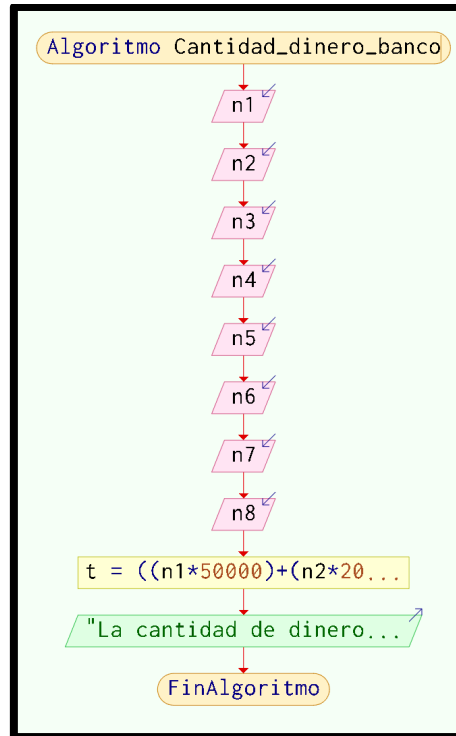 Algoritmo Cantidad_dinero_banco
n1
n2
n3
n4
n5
n6
n7
n8
t = ((n1*50000)+(n2*20...
"La cantidad de dinero...
FinAlgoritmo